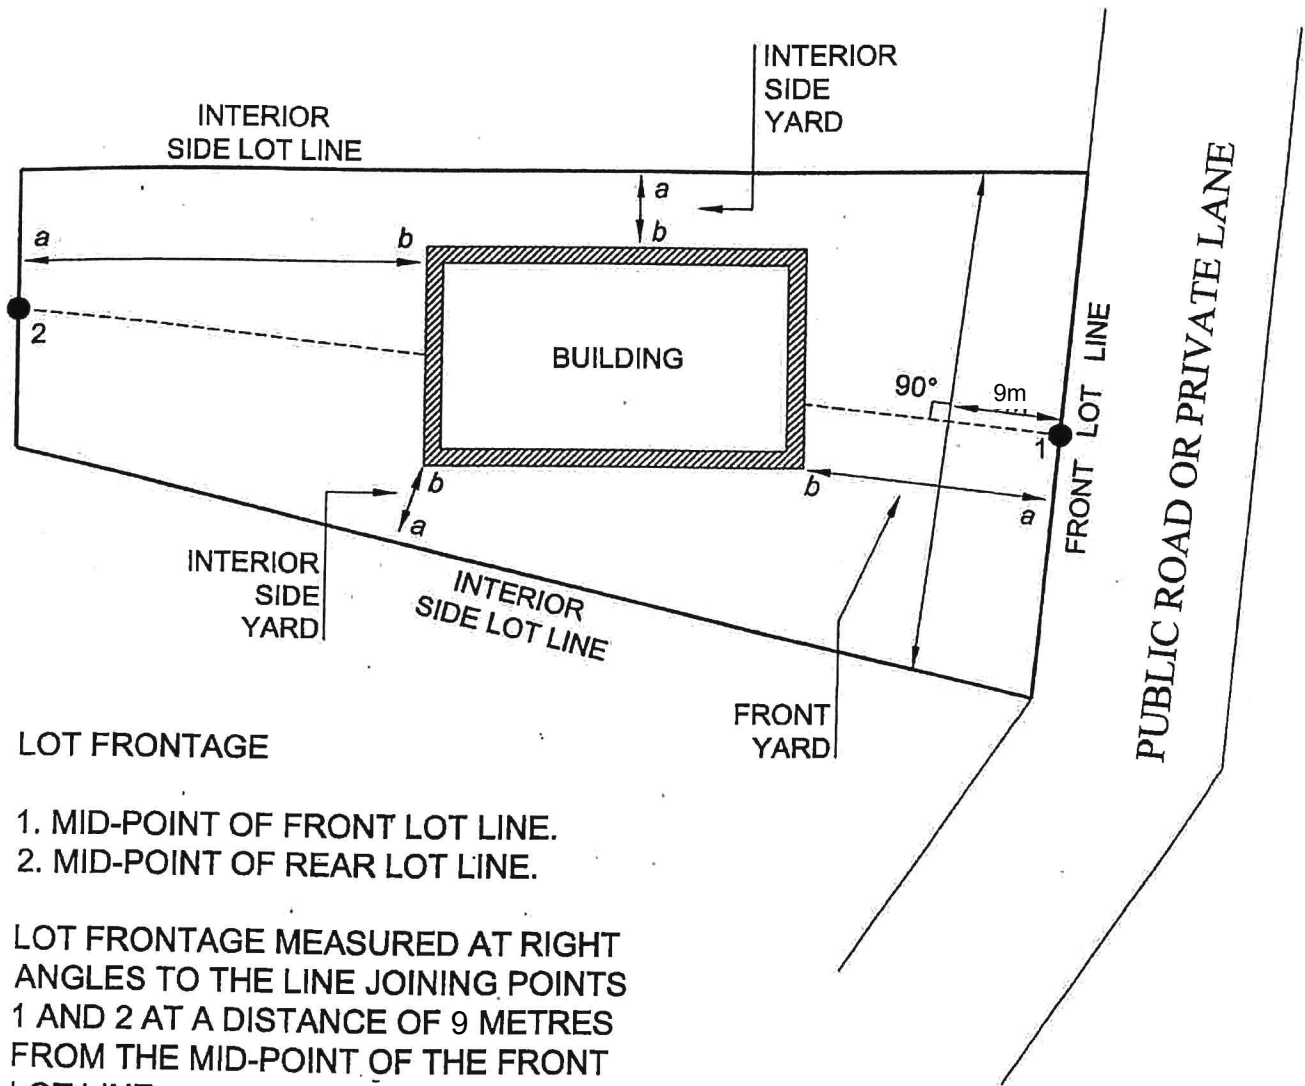 INTERIOR
SIDE
YARD
INTERIOR
SIDE LOT LINE
a
b
a
b
2
BUILDING
90°
9m
1
FRONT LOT LINE
PUBLIC ROAD OR PRIVATE LANE
b
a
b
a
INTERIOR
SIDE
YARD
INTERIOR
SIDE LOT LINE
FRONT
YARD
LOT FRONTAGE
1. MID-POINT OF FRONT LOT LINE.
2. MID-POINT OF REAR LOT LINE.
LOT FRONTAGE MEASURED AT RIGHT
ANGLES TO THE LINE JOINING POINTS
1 AND 2 AT A DISTANCE OF 9 METRES
FROM THE MID-POINT OF THE FRONT
LOT LINE